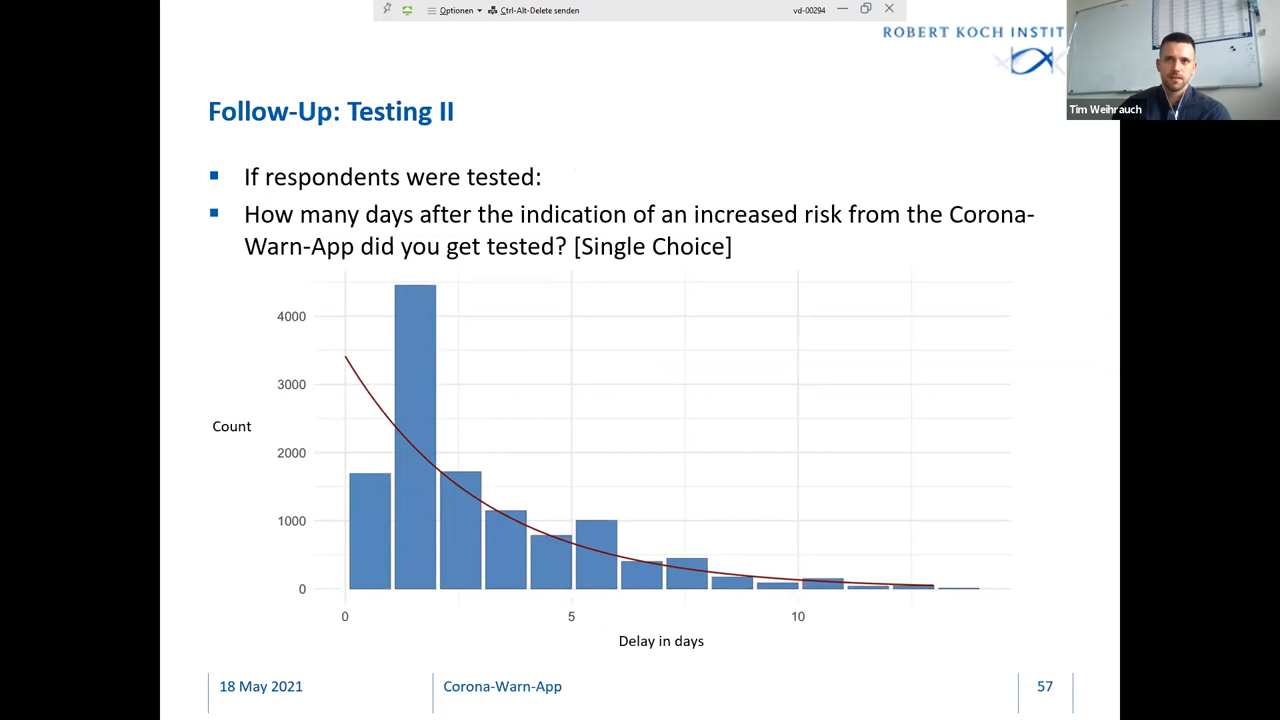 Optionen
Ctrl-Alt-Delete senden
vd-00294
ROBERT KOCH INSTIT
Tim Weihrauch
Follow-Up: Testing II
If respondents were tested:
How many days after the indication of an increased risk from the Corona-
Warn-App did you get tested? [Single Choice]
4000
3000
Count
2000
1000
0
0 5 10
Delay in days
18 May 2021
Corona-Warn-App
57